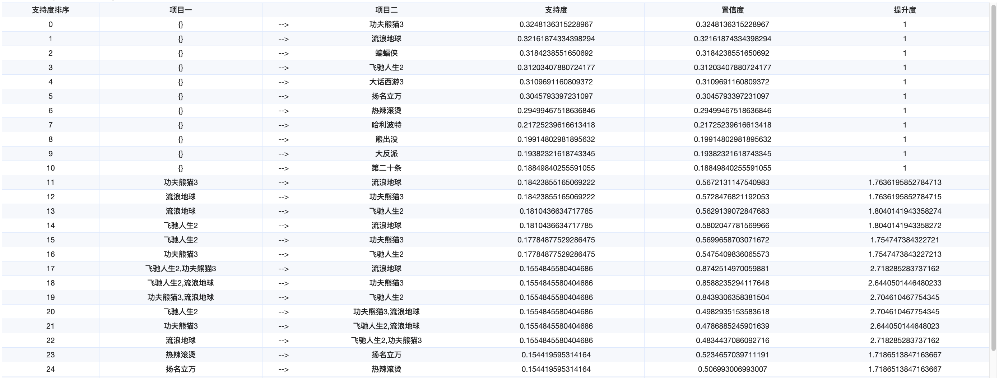 支持度排序 项目一 项目二 支持度 置信度 提升度
0 {} --> 功夫熊猫3 0.3248136315228967 0.3248136315228967 1
1 {} --> 流浪地球 0.32161874334398294 0.32161874334398294 1
2 {} --> 蝙蝠侠 0.3184238551650692 0.3184238551650692 1
3 {} --> 飞驰人生2 0.31203407880724177 0.31203407880724177 1
4 {} --> 大话西游3 0.3109691160809372 0.3109691160809372 1
5 {} --> 扬名立万 0.3045793397231097 0.3045793397231097 1
6 {} --> 热辣滚烫 0.29499467518636846 0.29499467518636846 1
7 {} --> 哈利波特 0.21725239616613418 0.21725239616613418 1
8 {} --> 熊出没 0.19914802981895632 0.19914802981895632 1
9 {} --> 大反派 0.19382321618743345 0.19382321618743345 1
10 {} --> 第二十条 0.18849840255591055 0.18849840255591055 1
11 功夫熊猫3 --> 流浪地球 0.18423855165069222 0.5672131147540983 1.7636195852784713
12 流浪地球 --> 功夫熊猫3 0.18423855165069222 0.5728476821192053 1.7636195852784715
13 流浪地球 --> 飞驰人生2 0.1810436634717785 0.5629139072847683 1.8040141943358274
14 飞驰人生2 --> 流浪地球 0.1810436634717785 0.5802047781569966 1.8040141943358272
15 飞驰人生2 --> 功夫熊猫3 0.17784877529286475 0.5699658703071672 1.754747384322721
16 功夫熊猫3 --> 飞驰人生2 0.17784877529286475 0.5475409836065573 1.7547473843227213
17 飞驰人生2,功夫熊猫3 --> 流浪地球 0.1554845580404686 0.8742514970059881 2.718285283737162
18 飞驰人生2,流浪地球 --> 功夫熊猫3 0.1554845580404686 0.8588235294117648 2.6440501446480233
19 功夫熊猫3,流浪地球 --> 飞驰人生2 0.1554845580404686 0.8439306358381504 2.704610467754345
20 飞驰人生2 --> 功夫熊猫3,流浪地球 0.1554845580404686 0.4982935153583618 2.704610467754345
21 功夫熊猫3 --> 飞驰人生2,流浪地球 0.1554845580404686 0.4786885245901639 2.644050144648023
22 流浪地球 --> 飞驰人生2,功夫熊猫3 0.1554845580404686 0.4834437086092716 2.718285283737162
23 热辣滚烫 --> 扬名立万 0.154419595314164 0.5234657039711191 1.7186513847163667
24 扬名立万 --> 热辣滚烫 0.154419595314164 0.506993006993007 1.7186513847163667